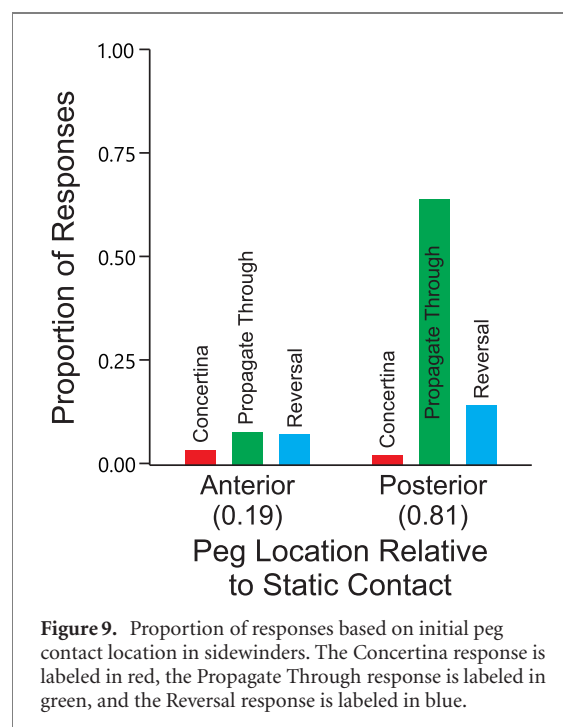 1.00
0.75
0.50
0.25
0.00
Proportion of Responses
Concertina
Propagate Through
Reversal
Concertina
Propagate Through
Reversal
Anterior
(0.19)
Posterior
(0.81)
Peg Location Relative
to Static Contact
Figure 9. Proportion of responses based on initial peg
contact location in sidewinders. The Concertina response is
labeled in red, the Propagate Through response is labeled in
green, and the Reversal response is labeled in blue.